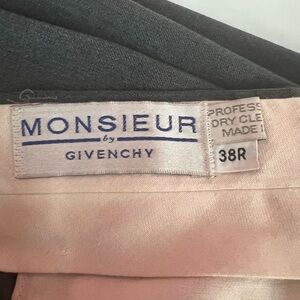 MONSIEUR
by
GIVENCHY
PROFESS
DRY CLE
MADE I
38R